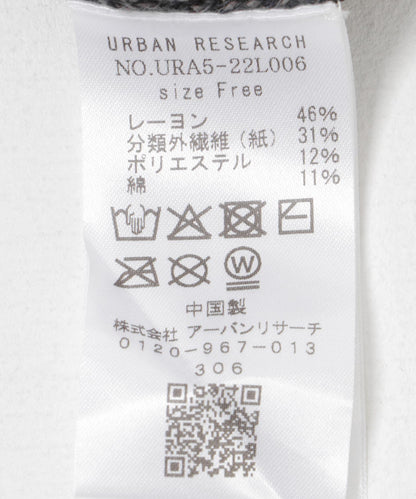 URBAN RESEARCH
NO.URA5-22L006
size Free
レーヨン 46%
分類外繊維(紙) 31%
ポリエステル 12%
綿 11%
W
中国製
株式会社 アーバンリサーチ
0120-967-013
306